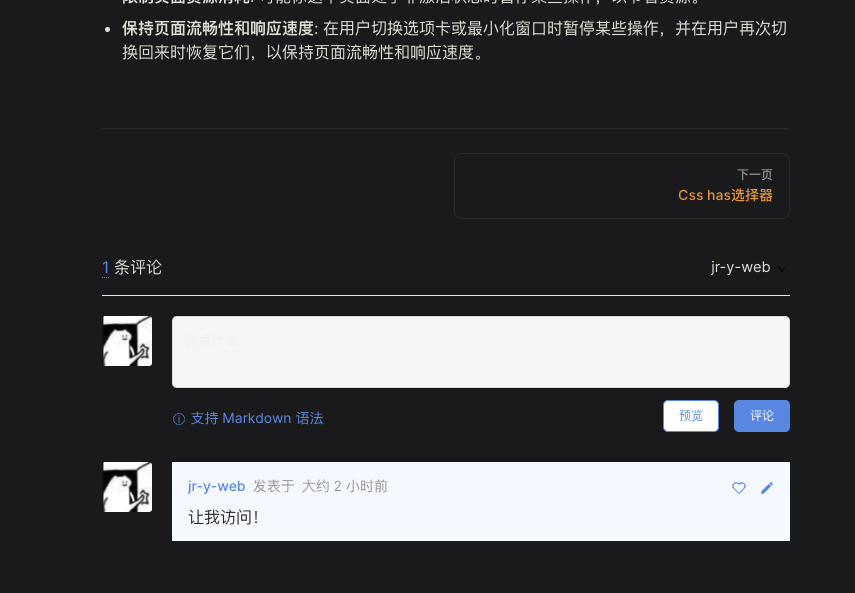 限制页面资源消耗: 可能你这个页面处于非激活状态时暂停某些操作，以节省资源。
保持页面流畅性和响应速度: 在用户切换选项卡或最小化窗口时暂停某些操作，并在用户再次切
换回来时恢复它们，以保持页面流畅性和响应速度。
下一页
Css has选择器
1 条评论
jr-y-web
支持 Markdown 语法
预览
评论
jr-y-web 发表于 大约 2 小时前
让我访问！